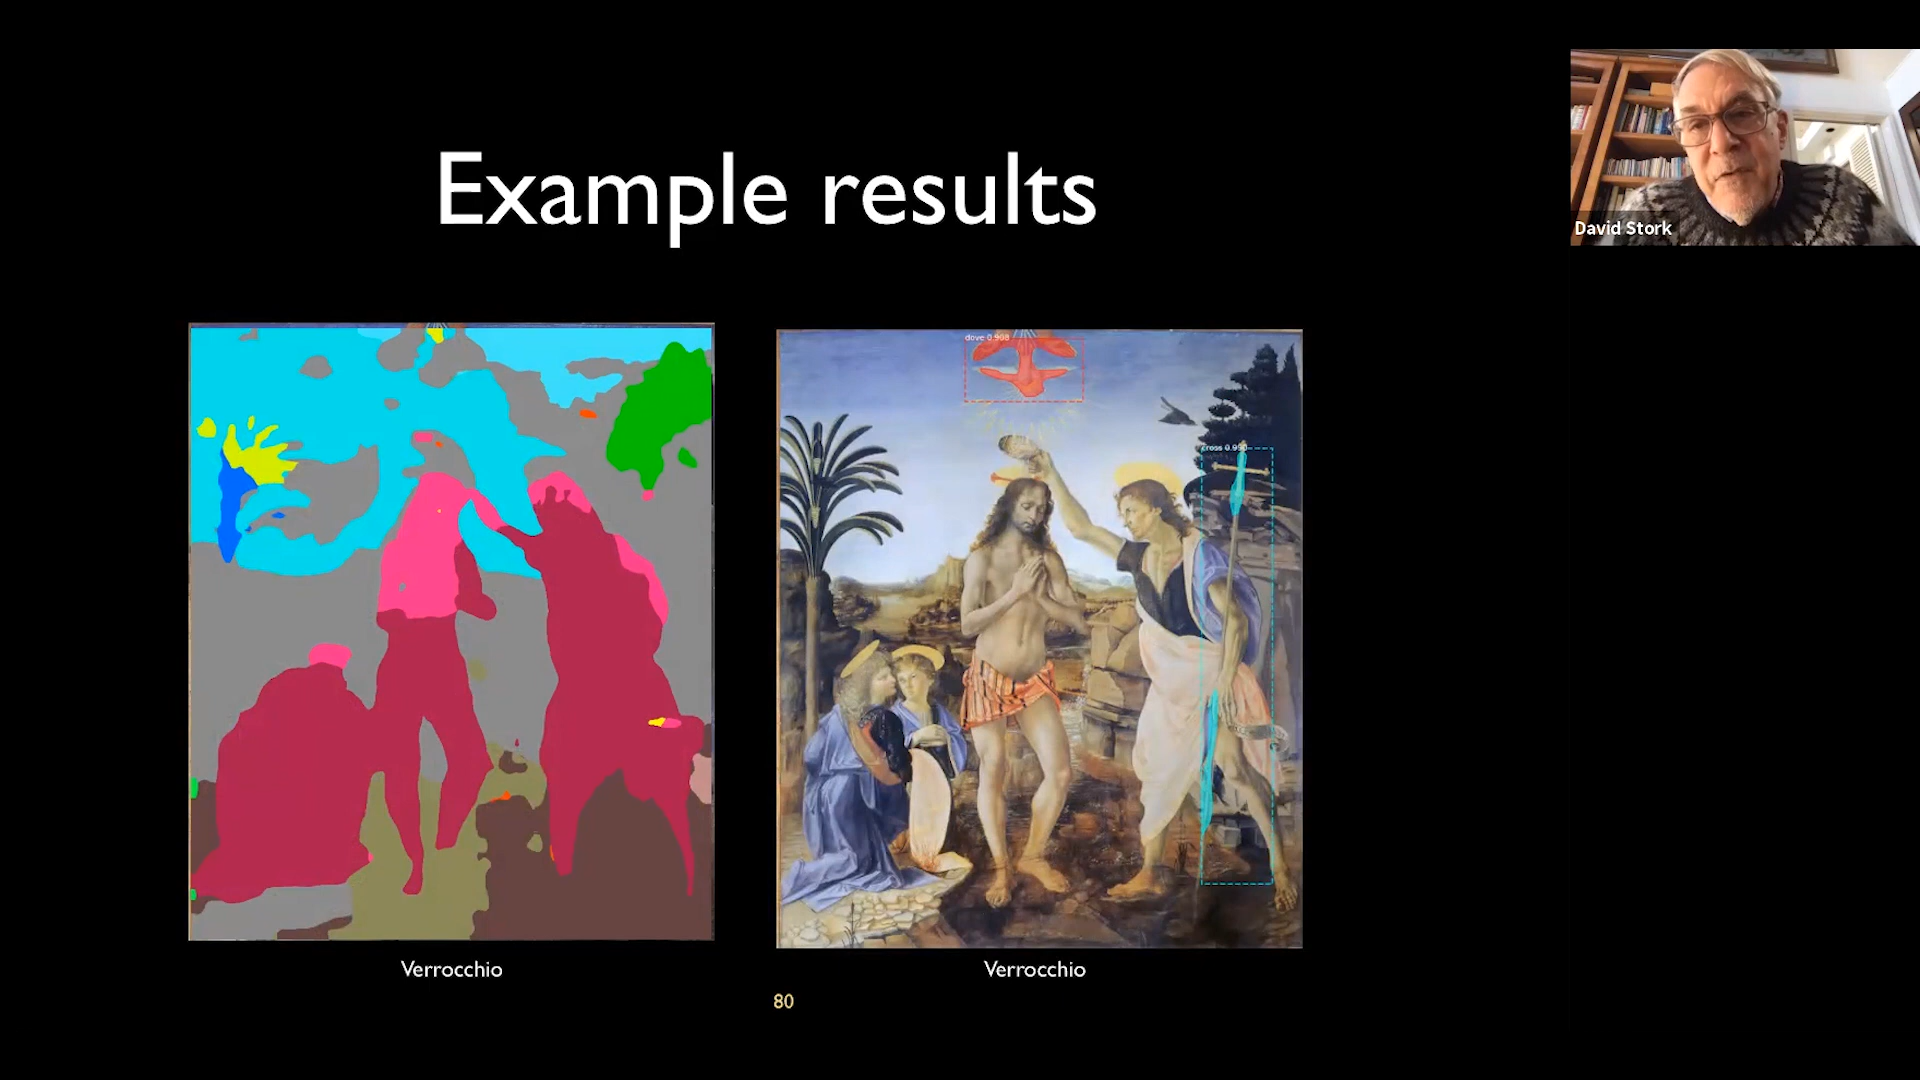 Example results
David Stork
dove 0.998
cross 0.990
Verrocchio
Verrocchio
80